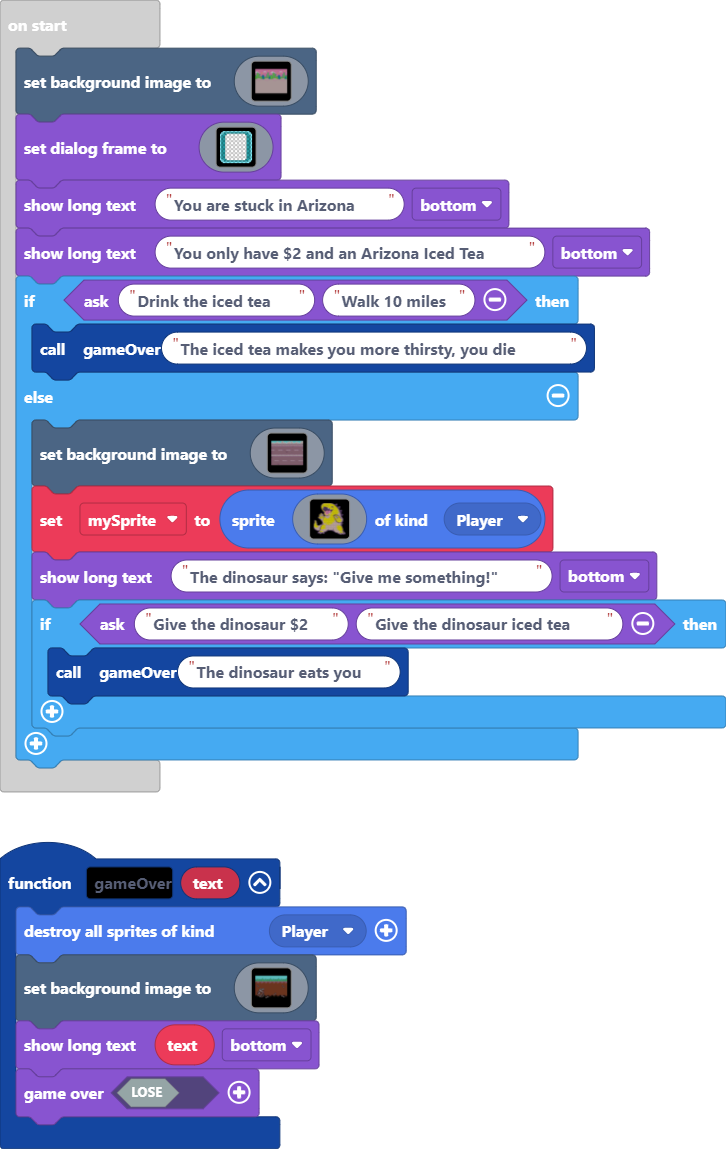 on start
set background image to
set dialog frame to
show long text "You are stuck in Arizona" bottom
show long text "You only have $2 and an Arizona Iced Tea" bottom
if ask "Drink the iced tea" "Walk 10 miles" then
call gameOver "The iced tea makes you more thirsty, you die"
else
set background image to
set mySprite to sprite of kind Player
show long text "The dinosaur says: "Give me something!"" bottom
if ask "Give the dinosaur $2" "Give the dinosaur iced tea" then
call gameOver "The dinosaur eats you"
function gameOver text
destroy all sprites of kind Player
set background image to
show long text text bottom
game over LOSE